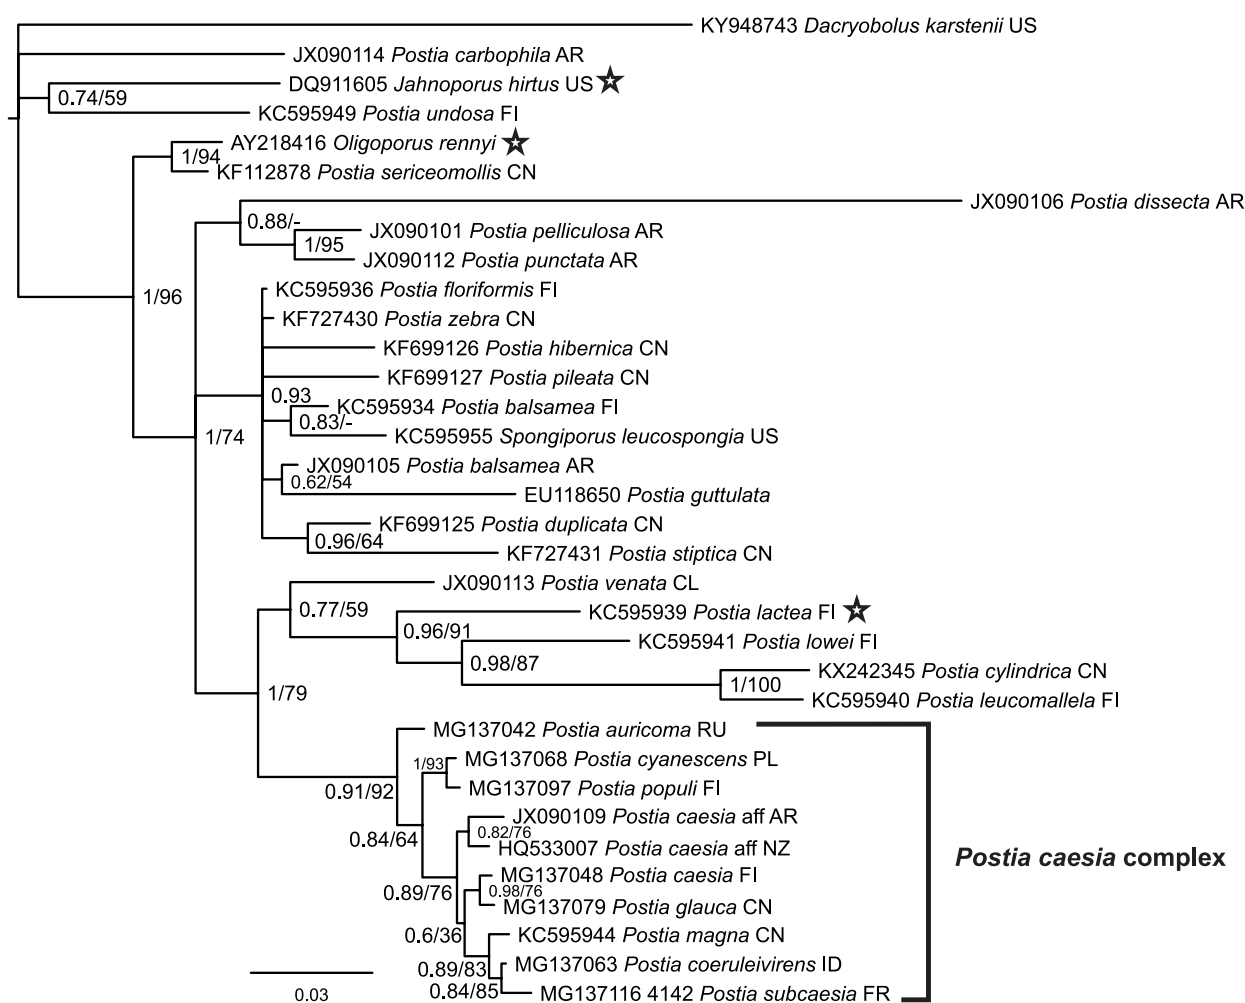 KY948743 Dacryobolus karstenii US
JX090114 Postia carbophila AR
DQ911605 Jahnoporus hirtus US
0.74/59
KC595949 Postia undosa FI
AY218416 Oligoporus rennyi
1/94
KF112878 Postia sericeomollis CN
JX090106 Postia dissecta AR
0.88/-
JX090101 Postia pelliculosa AR
1/95
JX090112 Postia punctata AR
1/96
KC595936 Postia floriformis FI
KF727430 Postia zebra CN
KF699126 Postia hibernica CN
KF699127 Postia pileata CN
0.93
KC595934 Postia balsamea FI
0.83/-
KC595955 Spongiporus leucospongia US
1/74
JX090105 Postia balsamea AR
0.62/54
EU118650 Postia guttulata
KF699125 Postia duplicata CN
0.96/64
KF727431 Postia stiptica CN
JX090113 Postia venata CL
0.77/59
KC595939 Postia lactea FI
0.96/91
KC595941 Postia lowei FI
0.98/87
KX242345 Postia cylindrica CN
1/100
KC595940 Postia leucomallela FI
1/79
MG137042 Postia auricoma RU
MG137068 Postia cyanescens PL
1/93
MG137097 Postia populi FI
0.91/92
JX090109 Postia caesia aff AR
0.82/76
0.84/64
HQ533007 Postia caesia aff NZ
Postia caesia complex
MG137048 Postia caesia FI
0.98/76
0.89/76
MG137079 Postia glauca CN
0.6/36
KC595944 Postia magna CN
MG137063 Postia coeruleivirens ID
0.89/83
0.84/85
MG137116 4142 Postia subcaesia FR
0.03